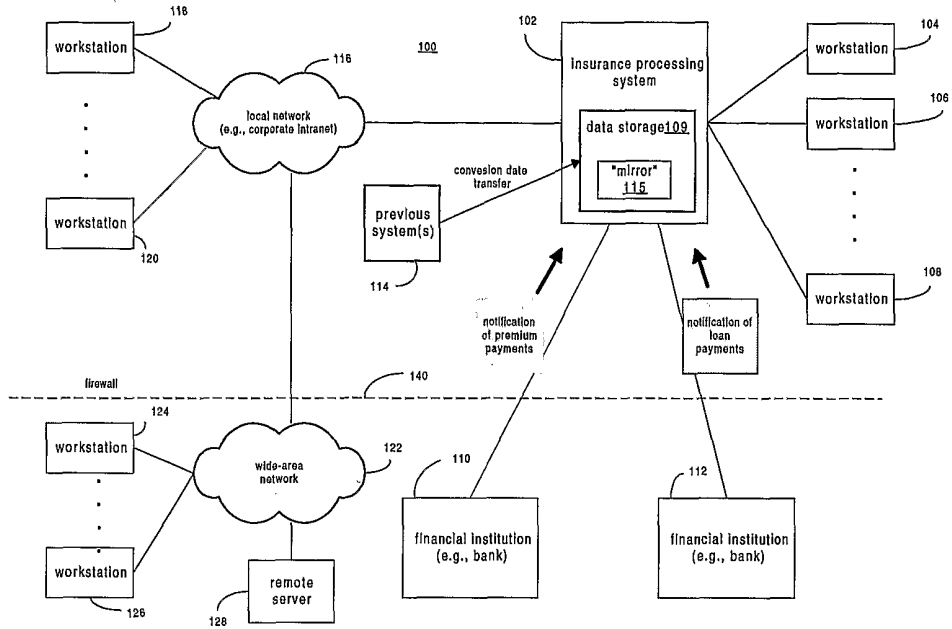 118
workstation
116
100
local network
(e.g., corporate intranet)
workstation
120
102
insurance processing
system
data storage109
"mirror"
115
convesion date
transfer
previous
system(s)
114
104
workstation
106
workstation
108
workstation
notification
of premium
payments
notification of
loan
payments
firewall
140
124
workstation
122
wide-area
network
workstation
126
remote
server
128
110
financial institution
(e.g., bank)
112
financial institution
(e.g., bank)